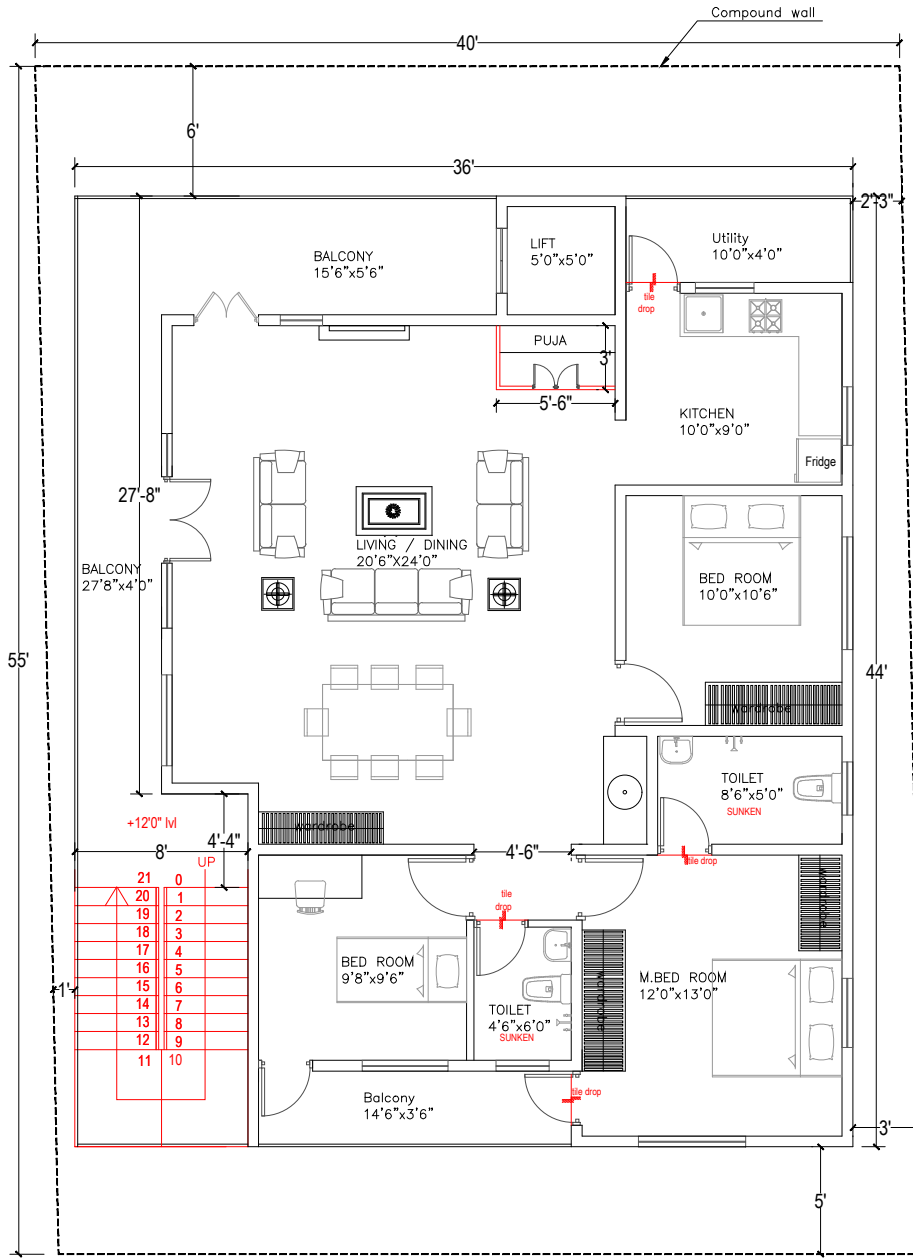 Compound wall
40'
6'
36'
2'-3"
BALCONY
15'6"x5'6"
LIFT
5'0"x5'0"
Utility
10'0"x4'0"
tile
drop
PUJA
3'
5'-6"
KITCHEN
10'0"x9'0"
Fridge
27'-8"
LIVING / DINING
20'6"X24'0"
BALCONY
27'8"x4'0"
BED ROOM
10'0"x10'6"
55'
44'
wardrobe
TOILET
8'6"x5'0"
SUNKEN
+12'0" lvl
4'-4"
wardrobe
8'
4'-6"
tile drop
UP
21 0
20 1
19 2
18 3
17 4
16 5
15 6
14 7
13 8
12 9
11 10
tile
drop
wardrobe
BED ROOM
9'8"x9'6"
M.BED ROOM
12'0"x13'0"
wardrobe
1'
TOILET
4'6"x6'0"
SUNKEN
tile drop
Balcony
14'6"x3'6"
3'
5'